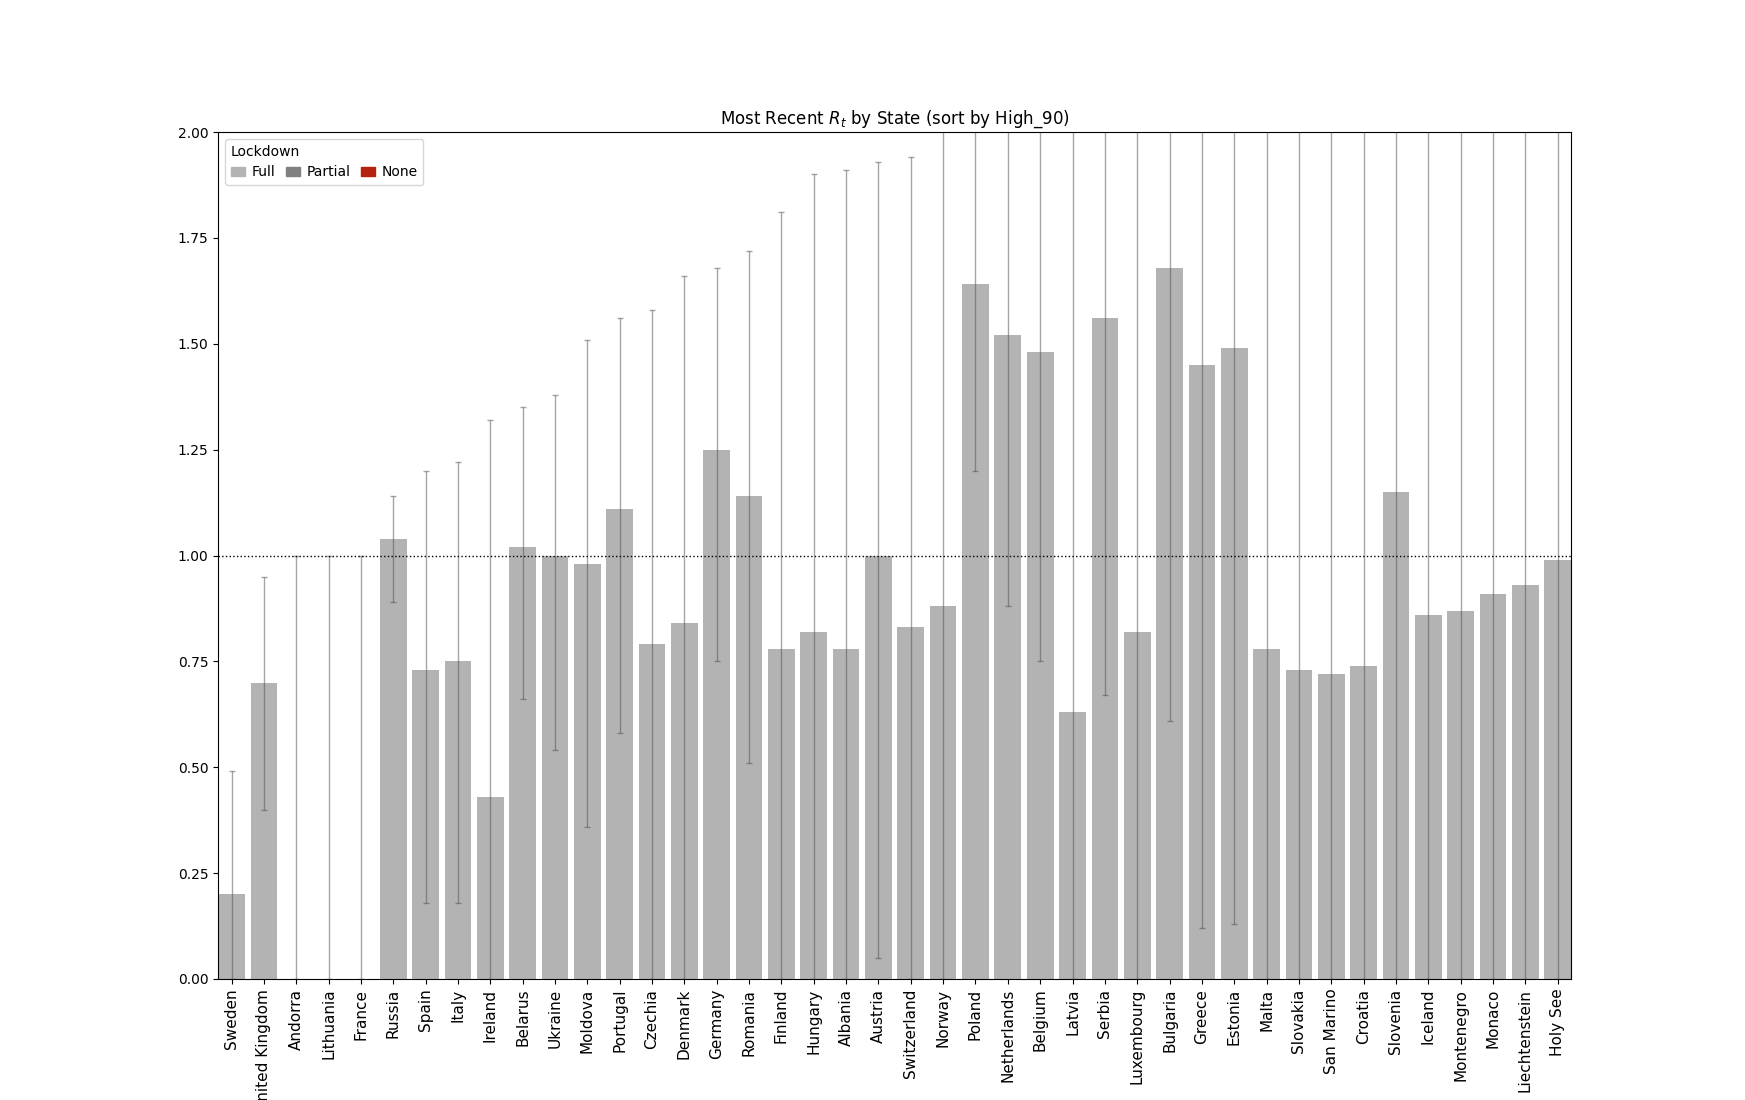 Most Recent Rt by State (sort by High_90)
2.00
1.75
1.50
1.25
1.00
0.75
0.50
0.25
0.00
Lockdown
Full Partial None
Sweden
nited Kingdom
Andorra
Lithuania
France
Russia
Spain
Italy
Ireland
Belarus
Ukraine
Moldova
Portugal
Czechia
Denmark
Germany
Romania
Finland
Hungary
Albania
Austria
Switzerland
Norway
Poland
Netherlands
Belgium
Latvia
Serbia
Luxembourg
Bulgaria
Greece
Estonia
Malta
Slovakia
San Marino
Croatia
Slovenia
Iceland
Montenegro
Monaco
Liechtenstein
Holy See